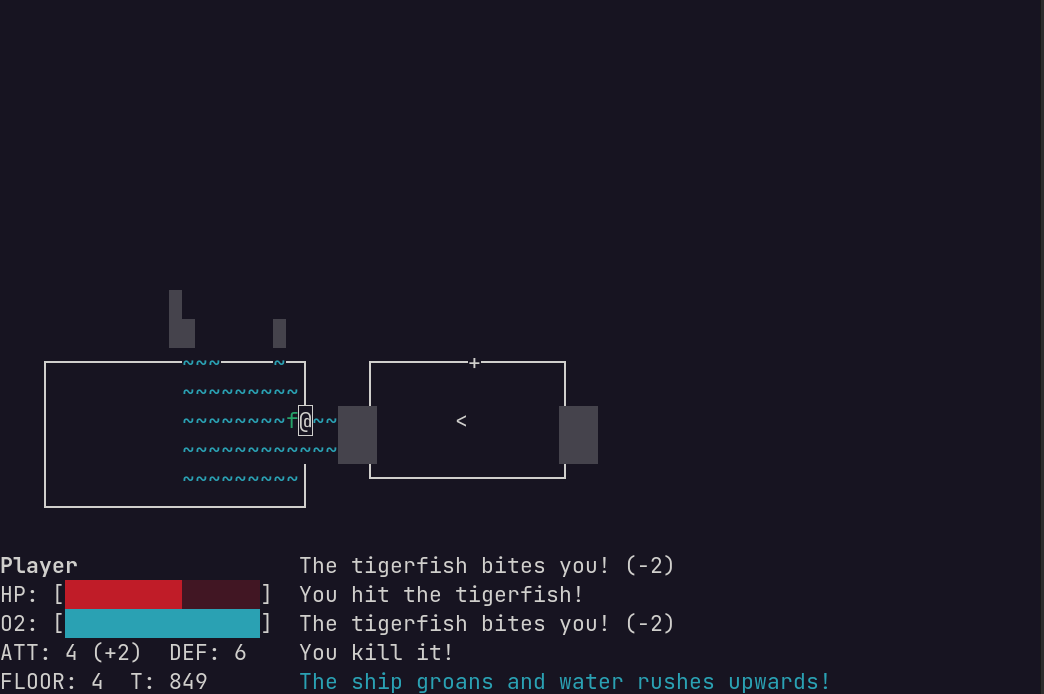 ~~~ ~ +
~~~~~~~~~
~~~~~~~~f@~~ <
~~~~~~~~~~~~
~~~~~~~~~
Player The tigerfish bites you! (-2)
HP: [ ] You hit the tigerfish!
O2: [ ] The tigerfish bites you! (-2)
ATT: 4 (+2) DEF: 6 You kill it!
FLOOR: 4 T: 849 The ship groans and water rushes upwards!